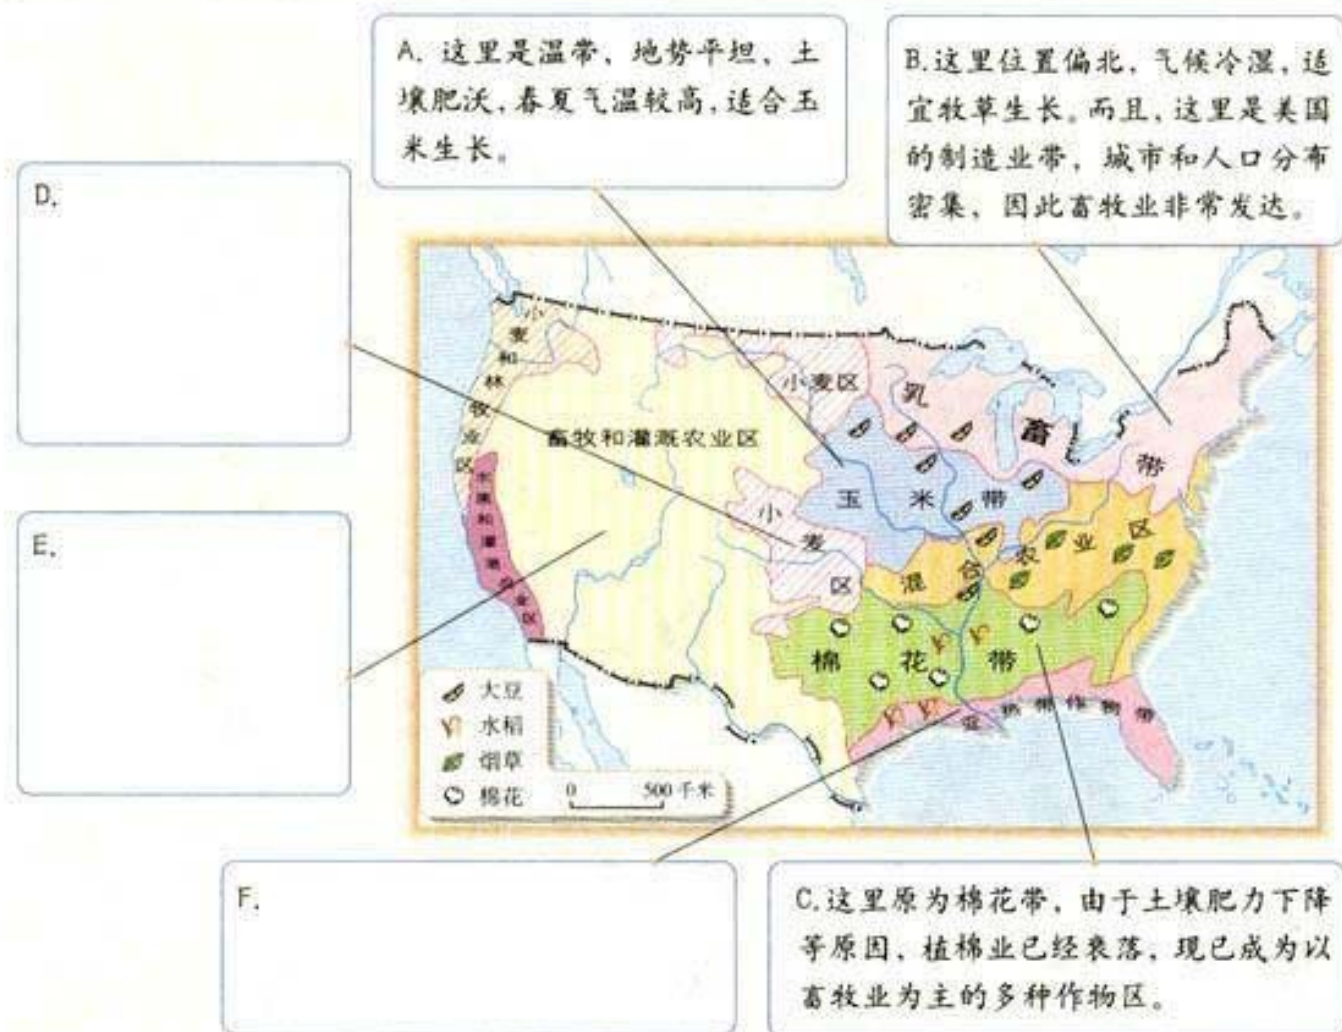 A. 这里是温带、地势平坦、土
壤肥沃，春夏气温较高，适合玉
米生长。
B.这里位置偏北，气候冷湿，适
宜牧草生长。而且，这里是美国
的制造业带，城市和人口分布
密集，因此畜牧业非常发达。
D.
E.
小麦和林牧业区
小麦区
乳畜带
畜牧和灌溉农业区
玉米带
小麦区
混合农业区
水果和灌溉农业区
棉花带
亚热带作物带
大豆
水稻
烟草
棉花
0 500千米
F.
C.这里原为棉花带，由于土壤肥力下降
等原因，植棉业已经衰落，现已成为以
畜牧业为主的多种作物区。